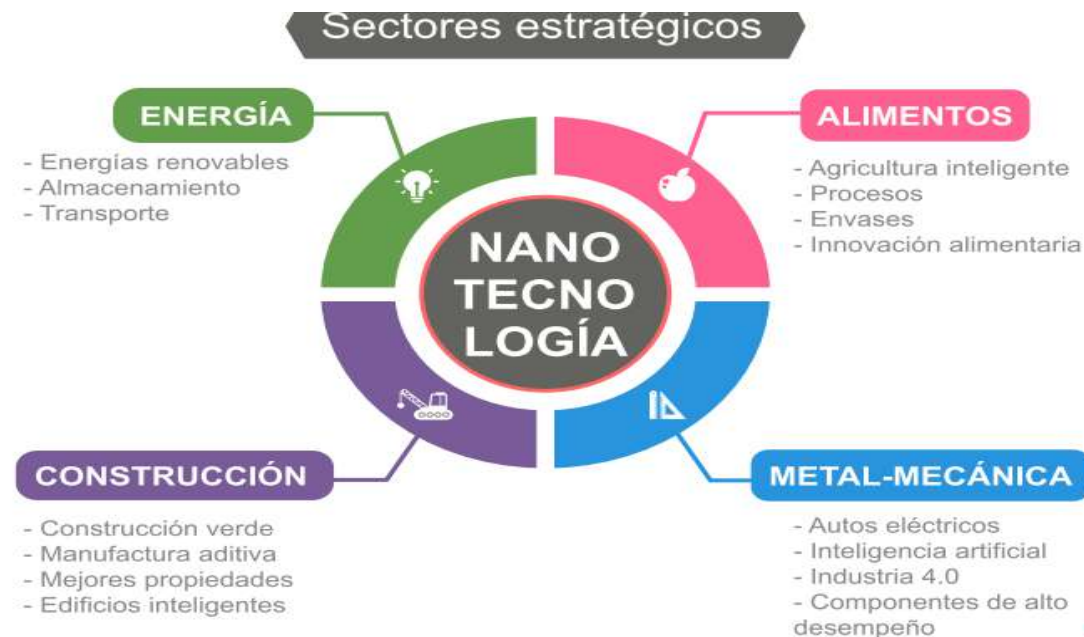 Sectores estratégicos
ENERGÍA
- Energías renovables
- Almacenamiento
- Transporte
ALIMENTOS
- Agricultura inteligente
- Procesos
- Envases
- Innovación alimentaria
NANO
TECNO
LOGÍA
CONSTRUCCIÓN
- Construcción verde
- Manufactura aditiva
- Mejores propiedades
- Edificios inteligentes
METAL-MECÁNICA
- Autos eléctricos
- Inteligencia artificial
- Industria 4.0
- Componentes de alto
desempeño